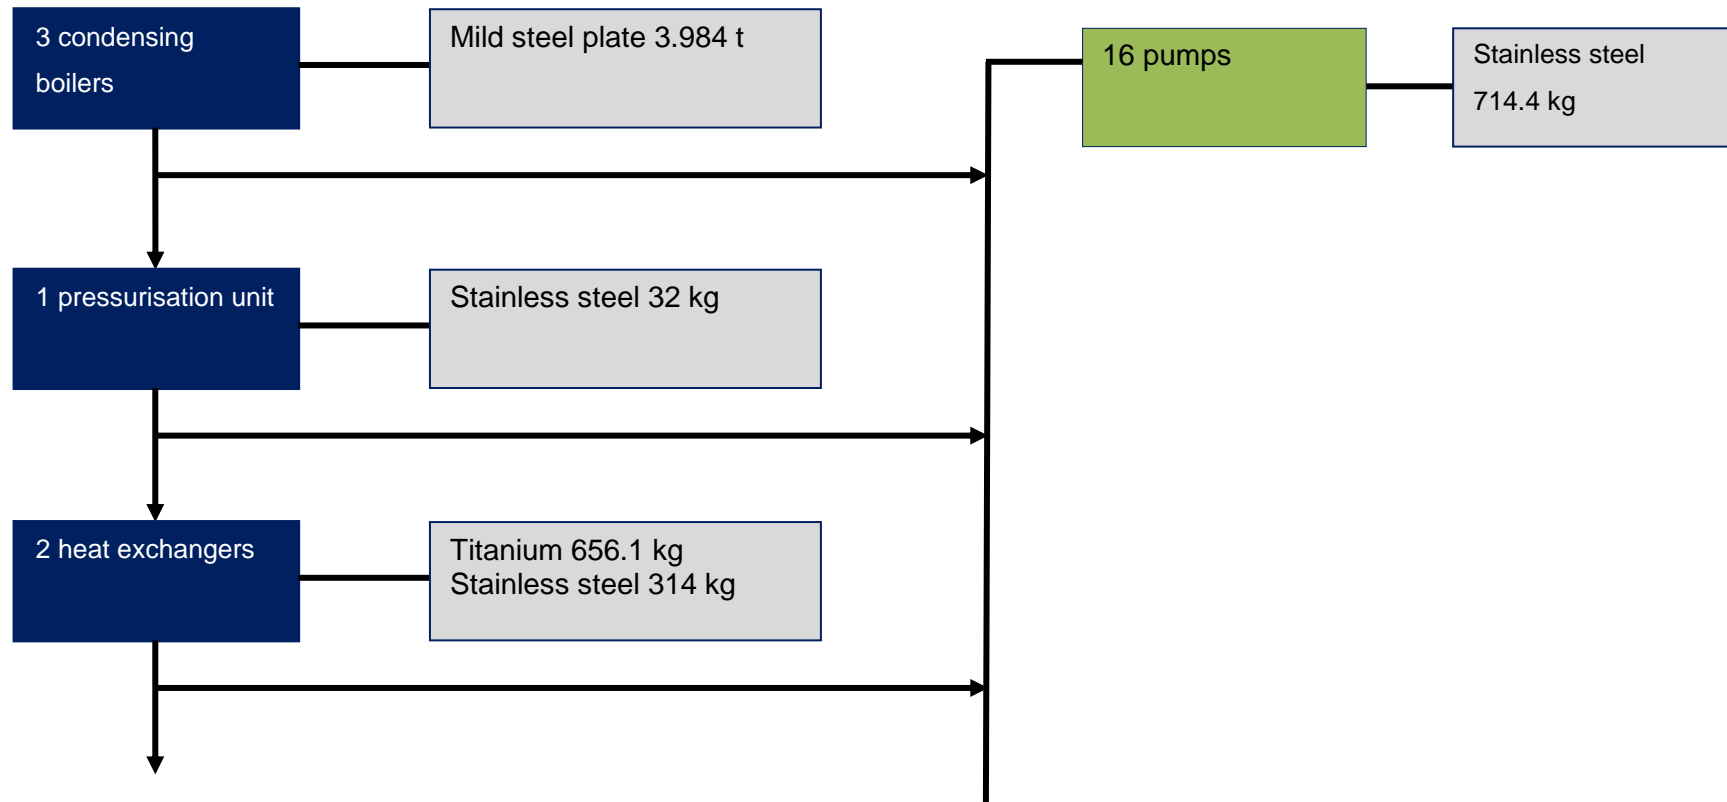 3 condensing
boilers
Mild steel plate 3.984 t
16 pumps
Stainless steel
714.4 kg
1 pressurisation unit
Stainless steel 32 kg
2 heat exchangers
Titanium 656.1 kg
Stainless steel 314 kg